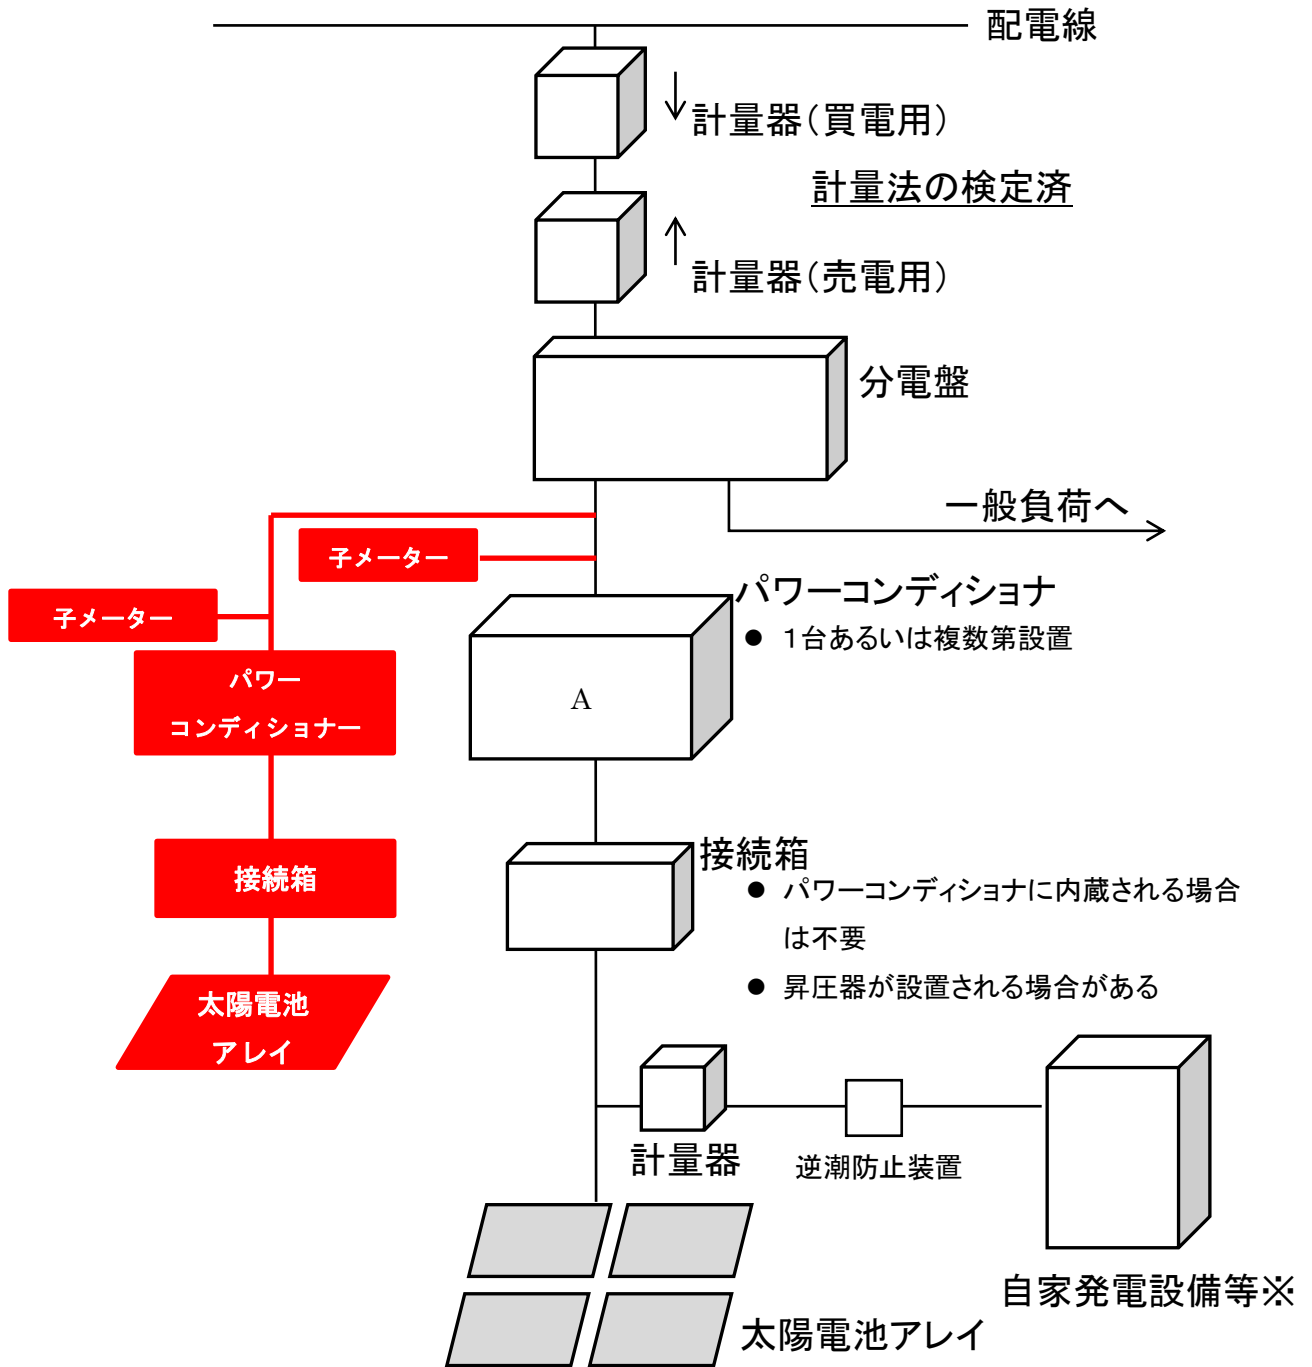 配電線
計量器（買電用）
計量法の検定済
計量器（売電用）
分電盤
一般負荷へ
子メーター
子メーター
パワーコンディショナ
● 1台あるいは複数第設置
パワー
コンディショナー
A
接続箱
● パワーコンディショナに内蔵される場合
は不要
● 昇圧器が設置される場合がある
接続箱
太陽電池
アレイ
計量器
逆潮防止装置
自家発電設備等※
太陽電池アレイ